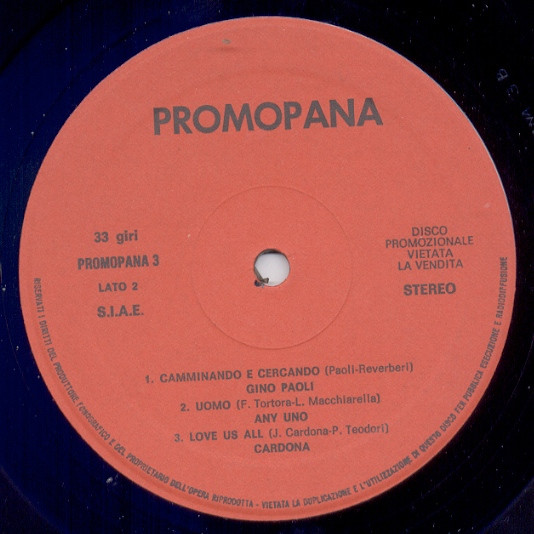 PROMOPANA
33 giri
PROMOPANA 3
LATO 2
S.I.A.E.
DISCO
PROMOZIONALE
VIETATA
LA VENDITA
STEREO
1. CAMMINANDO E CERCANDO (Paoli-Reverberi)
GINO PAOLI
2. UOMO (F. Tortora-L. Macchiarella)
ANY UNO
3. LOVE US ALL (J. Cardona-P. Teodori)
CARDONA
RISERVATI I DIRITTI DEL PRODUTTORE FONOGRAFICO E DEL PROPRIETARIO DELL'OPERA RIPRODOTTA - VIETATA LA DUPLICAZIONE E L'UTILIZZAZIONE DI QUESTO DISCO PER PUBBLICA ESECUZIONE E RADIODIFFUSIONE